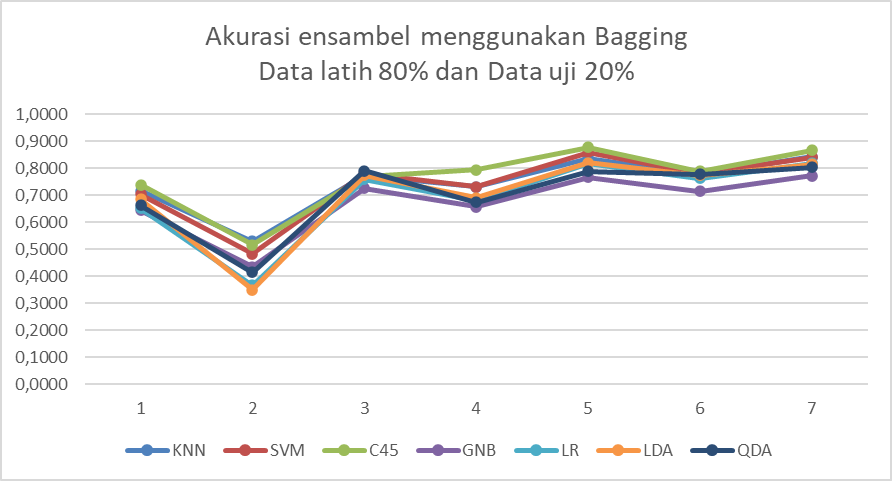 Akurasi ensambel menggunakan Bagging
Data latih 80% dan Data uji 20%
1,0000
0,9000
0,8000
0,7000
0,6000
0,5000
0,4000
0,3000
0,2000
0,1000
0,0000
1 2 3 4 5 6 7
KNN SVM C45 GNB LR LDA QDA